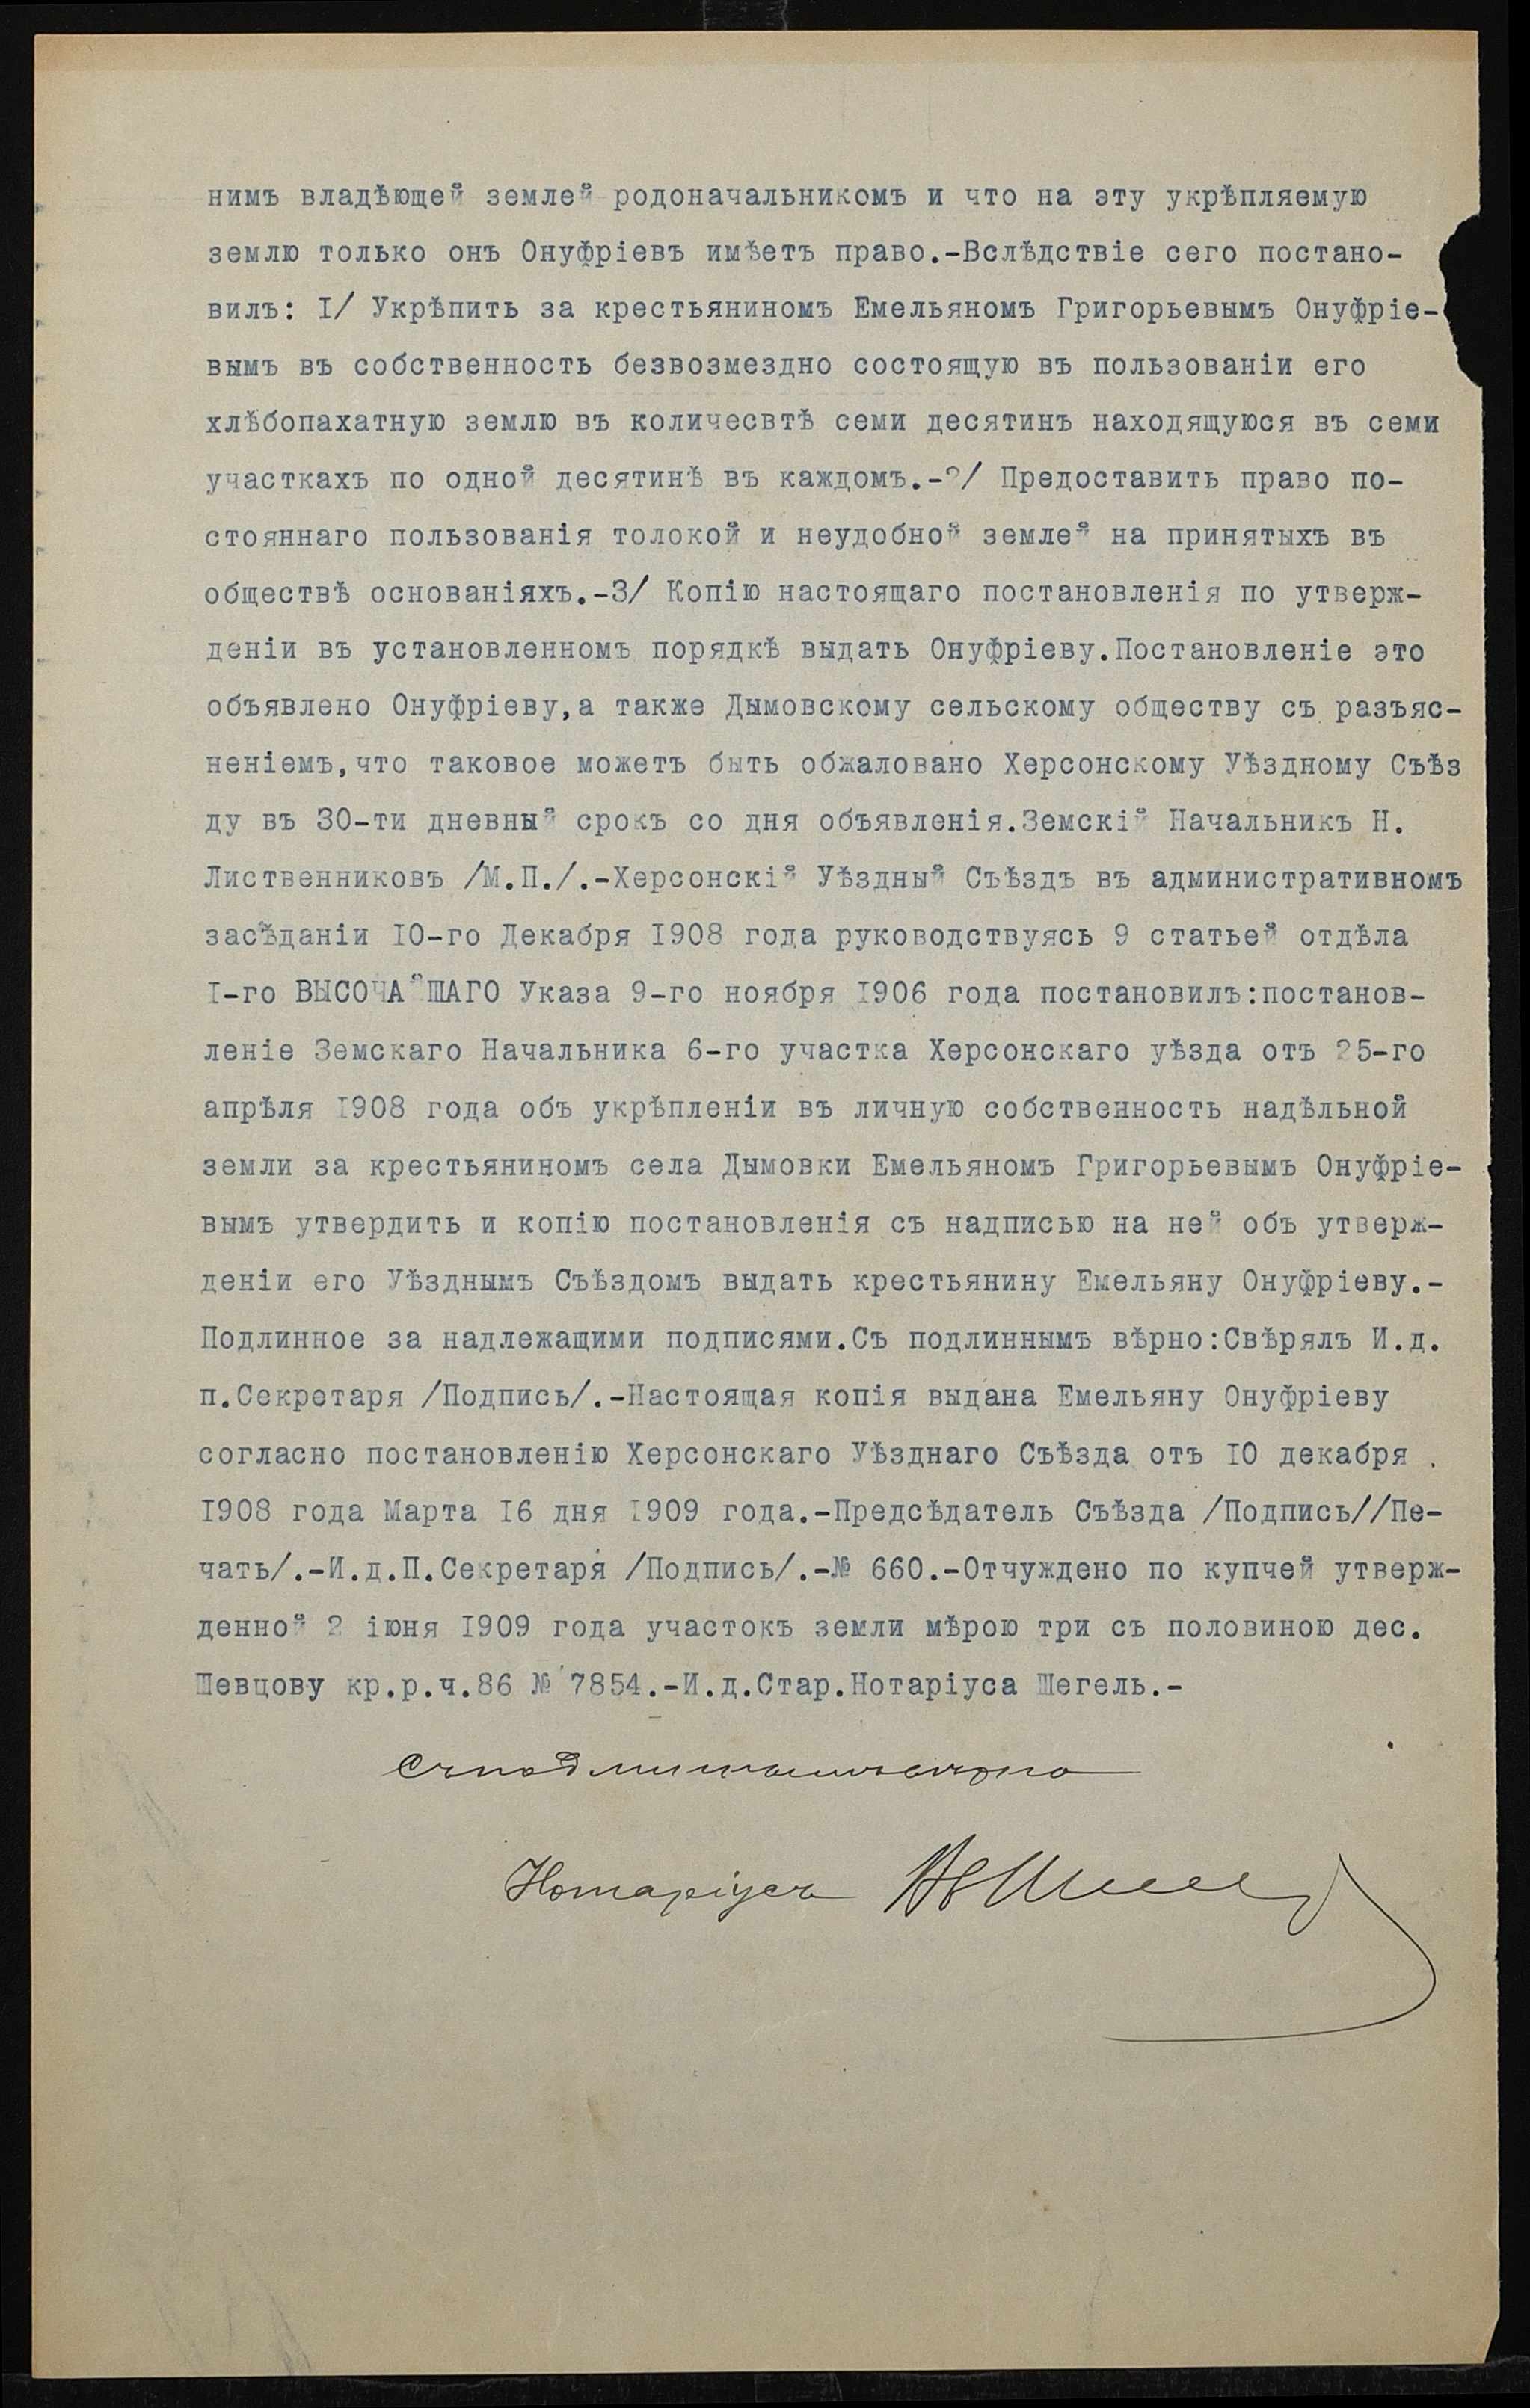 нимъ владѣющей землей родоначальникомъ и что на эту укрѣпляемую
землю только онъ Онуфріевъ имѣетъ право.-Вслѣдствіе сего постано-
вилъ: I/ Укрѣпить за крестьяниномъ Емельяномъ Григорьевымъ Онуфріе-
вымъ въ собственность безвозмездно состоящую въ пользованіи его
хлѣбопахатную землю въ количесвтѣ семи десятинъ находящуюся въ семи
участкахъ по одной десятинѣ въ каждомъ.-2/ Предоставить право по-
стояннаго пользованія толокой и неудобной землей на принятыхъ въ
обществѣ основаніяхъ.-3/ Копію настоящаго постановленія по утверж-
деніи въ установленномъ порядкѣ выдать Онуфріеву.Постановленіе это
объявлено Онуфріеву,а также Дымовскому сельскому обществу съ разъяс-
неніемъ,что таковое можетъ быть обжаловано Херсонскому Уѣздному Съѣз
ду въ 30-ти дневный срокъ со дня объявленія.Земскій Начальникъ Н.
Лиственниковъ /М.П./.-Херсонскій Уѣздный Съѣздъ въ административномъ
засѣданіи I0-го Декабря I908 года руководствуясь 9 статьей отдѣла
I-го ВЫСОЧАЙШАГО Указа 9-го ноября I906 года постановилъ:постанов-
леніе Земскаго Начальника 6-го участка Херсонскаго уѣзда отъ 25-го
апрѣля I908 года объ укрѣпленіи въ личную собственность надѣльной
земли за крестьяниномъ села Дымовки Емельяномъ Григорьевымъ Онуфріе-
вымъ утвердить и копію постановленія съ надписью на ней объ утверж-
деніи его Уѣзднымъ Съѣздомъ выдать крестьянину Емельяну Онуфріеву.-
Подлинное за надлежащими подписями.Съ подлиннымъ вѣрно:Свѣрялъ И.д.
п.Секретаря /Подпись/.-Настоящая копія выдана Емельяну Онуфріеву
согласно постановленію Херсонскаго Уѣзднаго Съѣзда отъ I0 декабря
I908 года Марта I6 дня I909 года.-Предсѣдатель Съѣзда /Подпись//Пе-
чать/.-И.д.П.Секретаря /Подпись/.-№ 660.-Отчуждено по купчей утверж-
денной 2 іюня I909 года участокъ земли мѣрою три съ половиною дес.
Шевцову кр.р.ч.86 № 7854.-И.д.Стар.Нотаріуса Шегель.-
Съ подлиннымъ вѣрно
Нотаріусъ